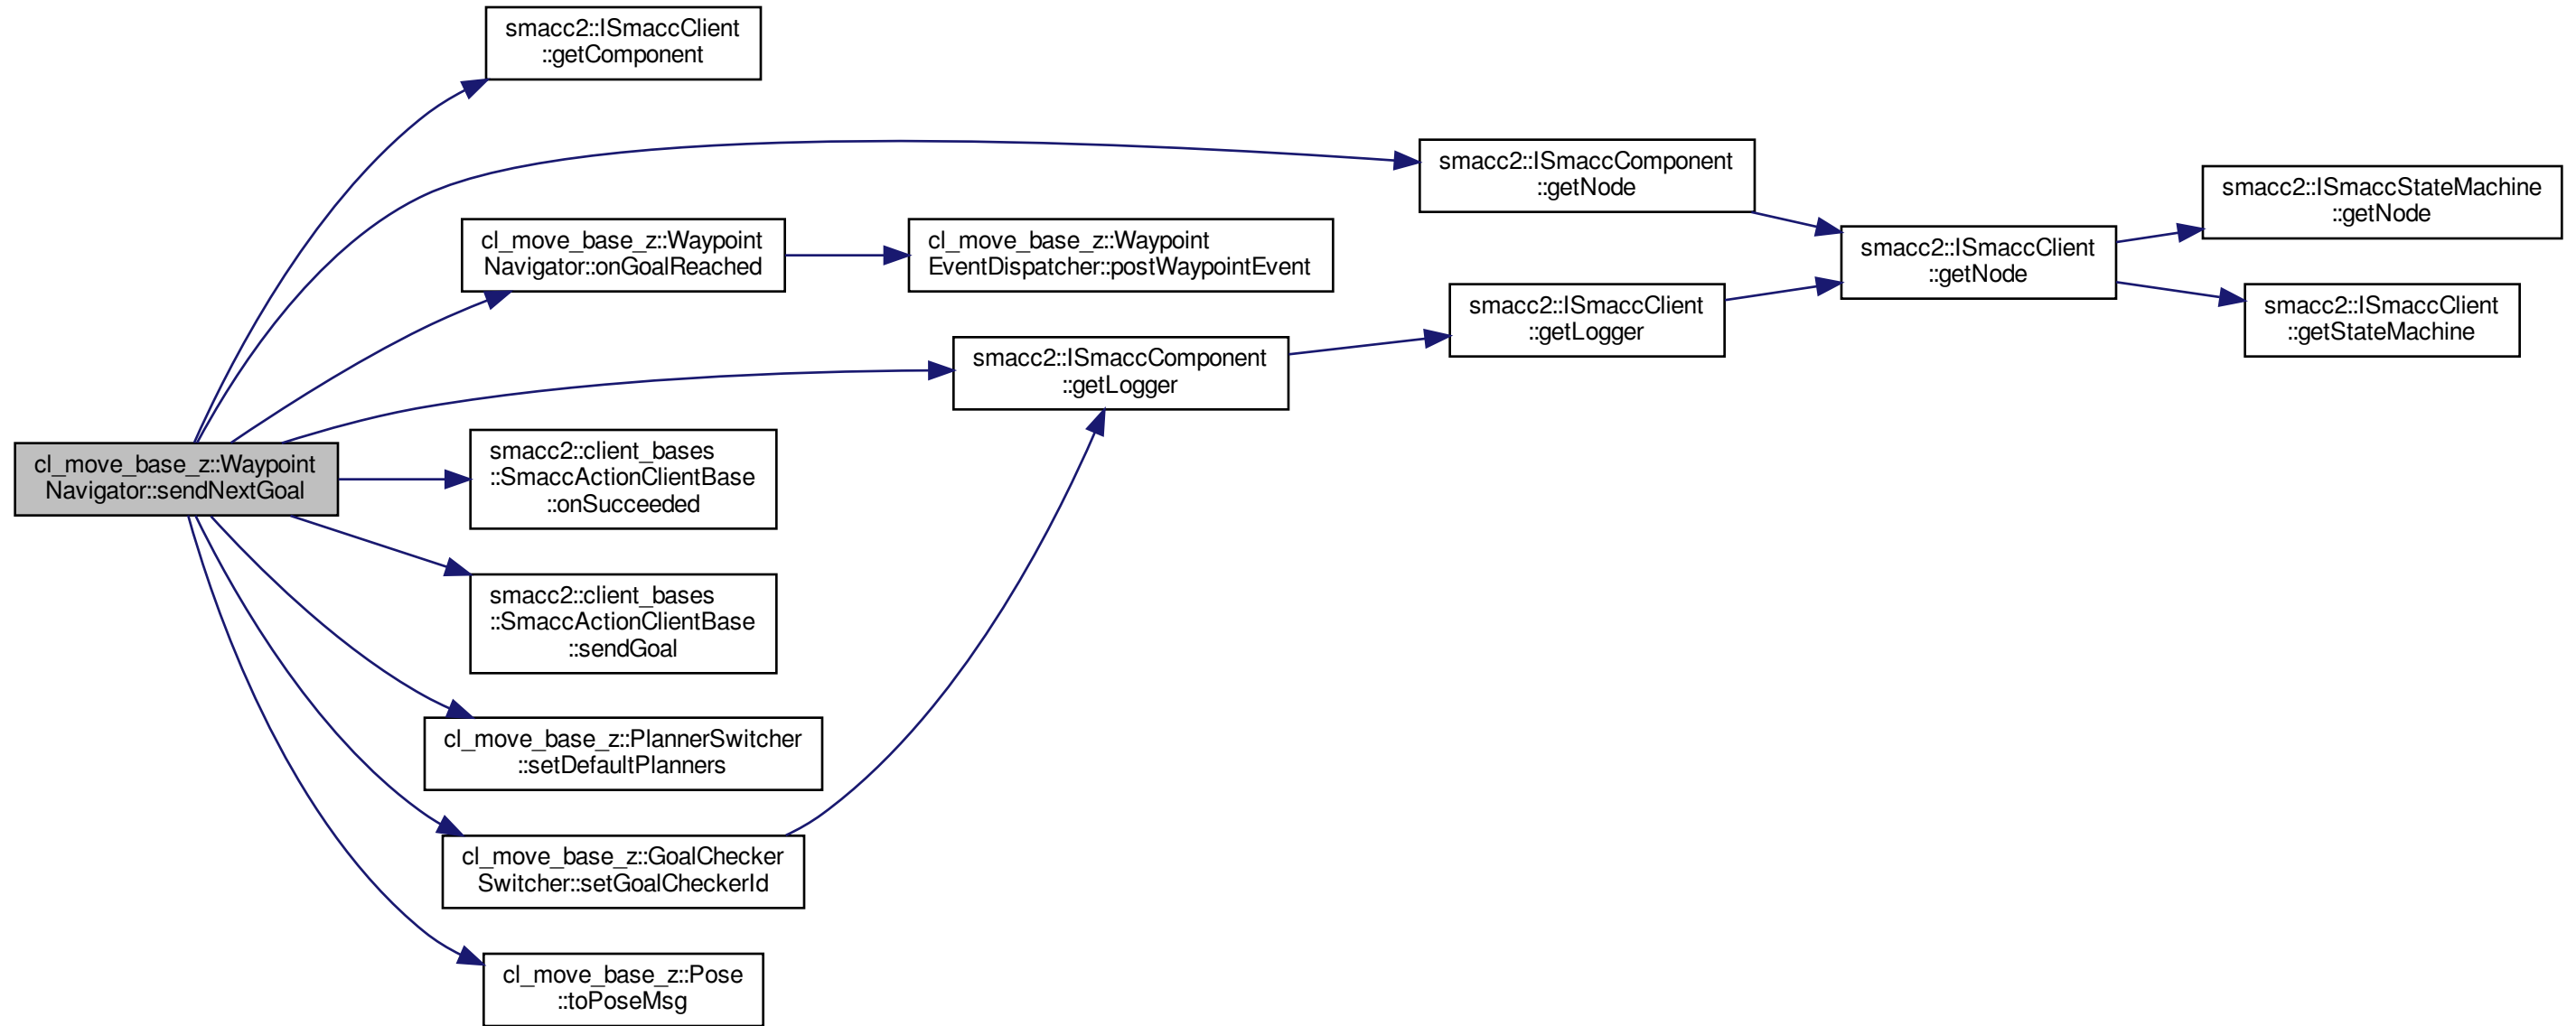 smacc2::ISmaccClient
::getComponent
smacc2::ISmaccComponent
::getNode
smacc2::ISmaccStateMachine
::getNode
cl_move_base_z::Waypoint
Navigator::onGoalReached
cl_move_base_z::Waypoint
EventDispatcher::postWaypointEvent
smacc2::ISmaccClient
::getNode
smacc2::ISmaccClient
::getLogger
smacc2::ISmaccClient
::getStateMachine
smacc2::ISmaccComponent
::getLogger
cl_move_base_z::Waypoint
Navigator::sendNextGoal
smacc2::client_bases
::SmaccActionClientBase
::onSucceeded
smacc2::client_bases
::SmaccActionClientBase
::sendGoal
cl_move_base_z::PlannerSwitcher
::setDefaultPlanners
cl_move_base_z::GoalChecker
Switcher::setGoalCheckerId
cl_move_base_z::Pose
::toPoseMsg